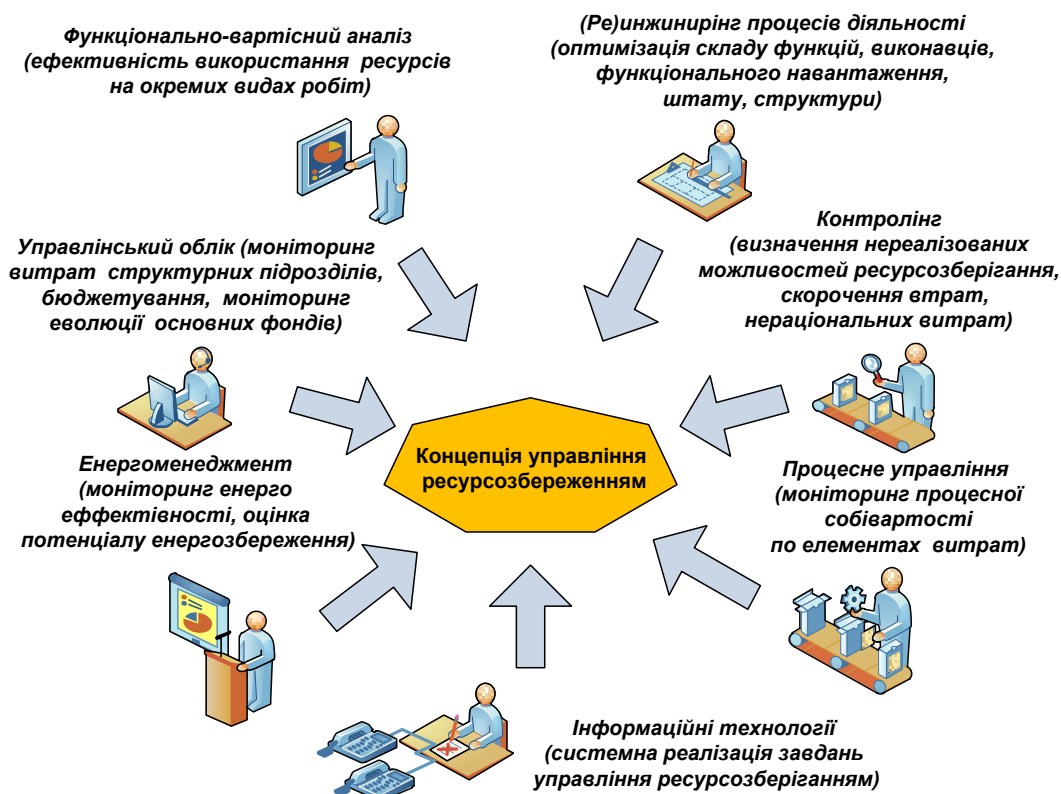 Функціонально-вартісний аналіз
(ефективність використання ресурсів
на окремих видах робіт)
(Ре)инжинирінг процесів діяльності
(оптимізація складу функцій, виконавців,
функціонального навантаження,
штату, структури)
Управлінський облік (моніторинг
витрат структурних підрозділів,
бюджетування, моніторинг
еволюції основних фондів)
Контролінг
(визначення нереалізованих
можливостей ресурсозберігання,
скорочення втрат,
нераціональних витрат)
Концепція управління
ресурсозбереженням
Енергоменеджмент
(моніторинг енерго
еффектівності, оцінка
потенціалу енергозбереження)
Процесне управління
(моніторинг процесної
собівартості
по елементах витрат)
Інформаційні технології
(системна реалізація завдань
управління ресурсозберіганням)